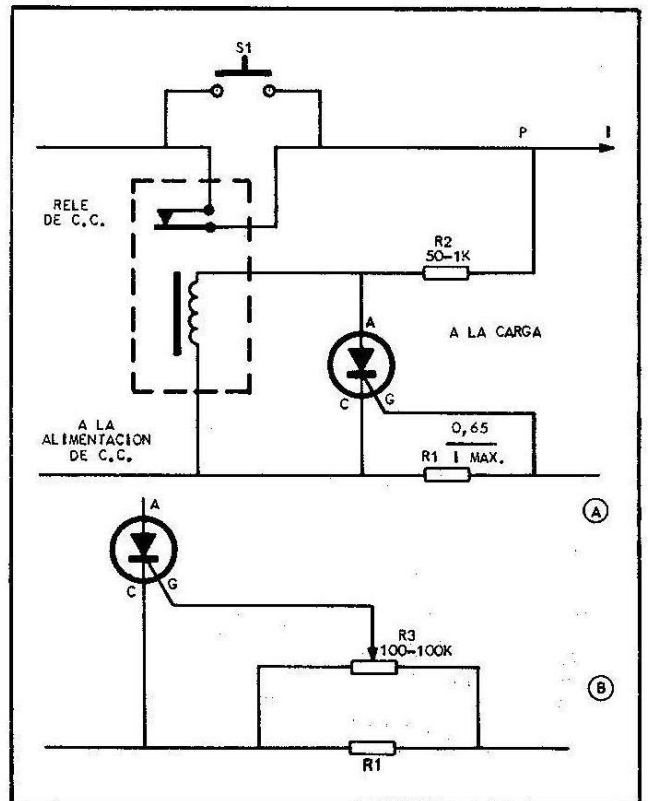 S1
P
I
RELE
DE C.C.
R2
50-1K
A
A LA CARGA
C
G
A LA
ALIMENTACION
DE C.C.
0,65
R1
I MAX.
A
A
C
G
R3
100-100K
B
R1